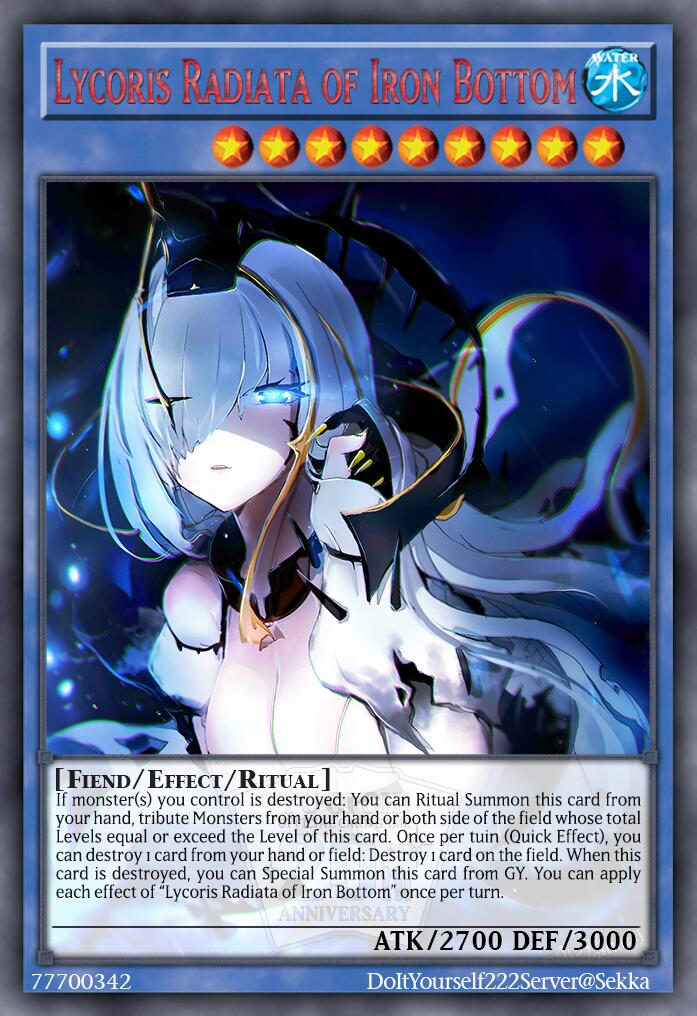 Lycoris Radiata of Iron Bottom
WATER
水
[Fiend/Effect/Ritual]
If monster(s) you control is destroyed: You can Ritual Summon this card from
your hand, tribute Monsters from your hand or both side of the field whose total
Levels equal or exceed the Level of this card. Once per tuin (Quick Effect), you
can destroy 1 card from your hand or field: Destroy 1 card on the field. When this
card is destroyed, you can Special Summon this card from GY. You can apply
each effect of “Lycoris Radiata of Iron Bottom” once per turn.
ANNIVERSARY
ATK/2700 DEF/3000
77700342
DoItYourself222Server@Sekka